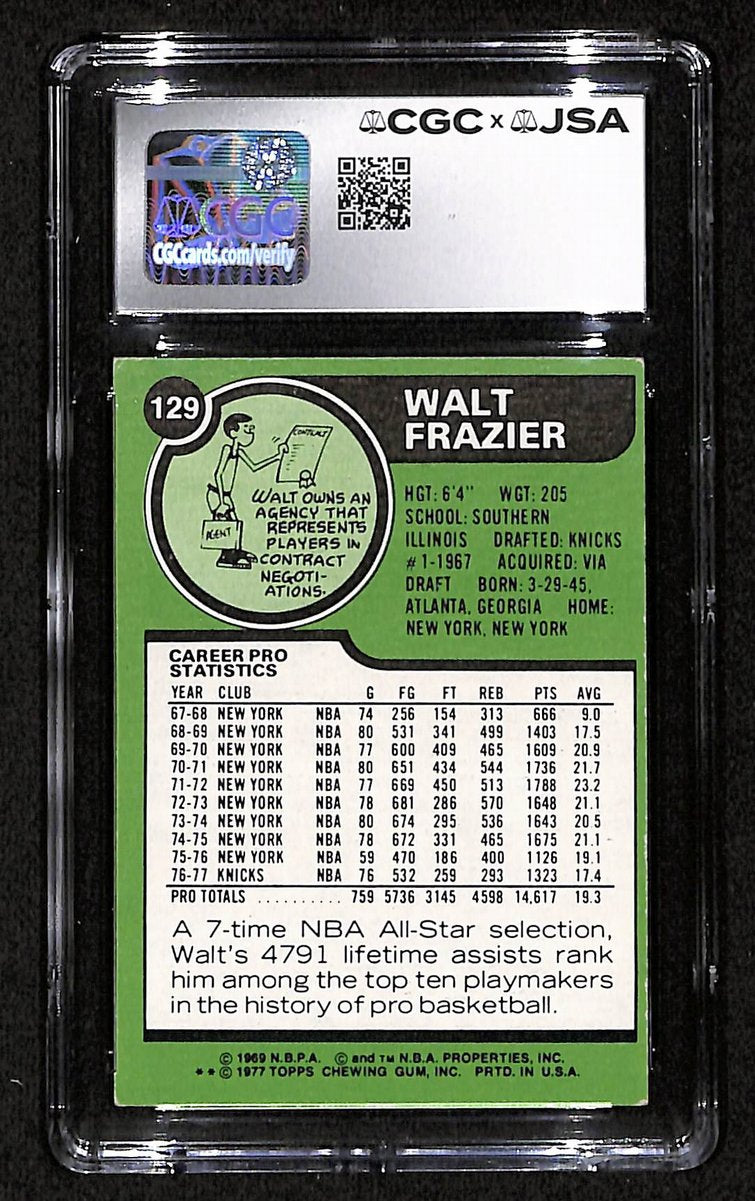 CGC x JSA
CGC
CGCcards.com/verify
129
WALT
FRAZIER
CONTRACT
AGENT
WALT OWNS AN
AGENCY THAT
REPRESENTS
PLAYERS IN
CONTRACT
NEGOTI-
ATIONS.
HGT: 6'4" WGT: 205
SCHOOL: SOUTHERN
ILLINOIS DRAFTED: KNICKS
#1-1967 ACQUIRED: VIA
DRAFT BORN: 3-29-45,
ATLANTA, GEORGIA HOME:
NEW YORK, NEW YORK
CAREER PRO
STATISTICS
YEAR CLUB G FG FT REB PTS AVG
67-68 NEW YORK NBA 74 256 154 313 666 9.0
68-69 NEW YORK NBA 80 531 341 499 1403 17.5
69-70 NEW YORK NBA 77 600 409 465 1609 20.9
70-71 NEW YORK NBA 80 651 434 544 1736 21.7
71-72 NEW YORK NBA 77 669 450 513 1788 23.2
72-73 NEW YORK NBA 78 681 286 570 1648 21.1
73-74 NEW YORK NBA 80 674 295 536 1643 20.5
74-75 NEW YORK NBA 78 672 331 465 1675 21.1
75-76 NEW YORK NBA 59 470 186 400 1126 19.1
76-77 KNICKS NBA 76 532 259 293 1323 17.4
PRO TOTALS .......... 759 5736 3145 4598 14,617 19.3
A 7-time NBA All-Star selection,
Walt's 4791 lifetime assists rank
him among the top ten playmakers
in the history of pro basketball.
© 1969 N.B.P.A. © and TM N.B.A. PROPERTIES, INC.
** © 1977 TOPPS CHEWING GUM, INC. PRTD. IN U.S.A.